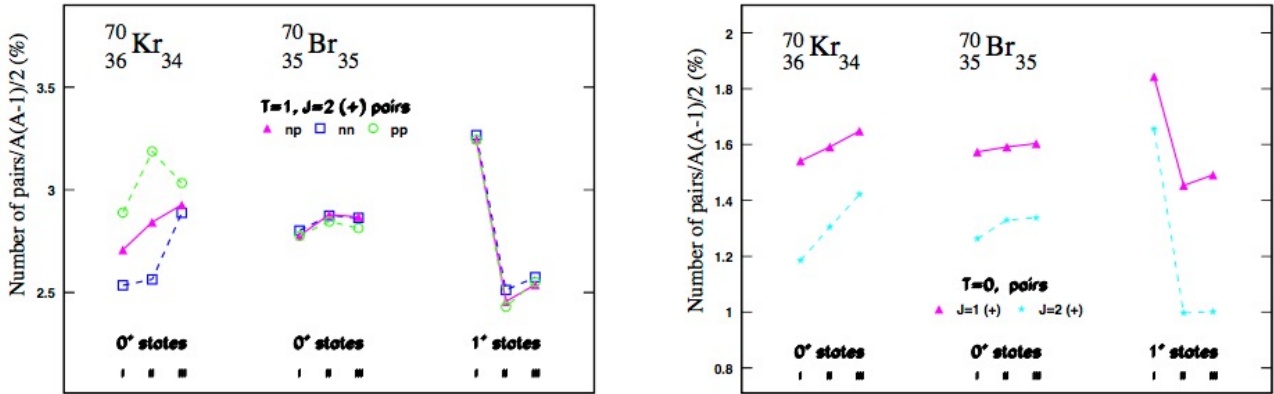 Number of pairs/A(A-1)/2 (%)
3.5
3
2.5
70
36 Kr 34
70
35 Br 35
T=1, J=2 (+) pairs
np nn pp
0+ states
0+ states
1+ states
I II III
I II III
I II III
Number of pairs/A(A-1)/2 (%)
2
1.8
1.6
1.4
1.2
1
0.8
70
36 Kr 34
70
35 Br 35
T=0, pairs
J=1 (+) J=2 (+)
0+ states
0+ states
1+ states
I II III
I II III
I II III